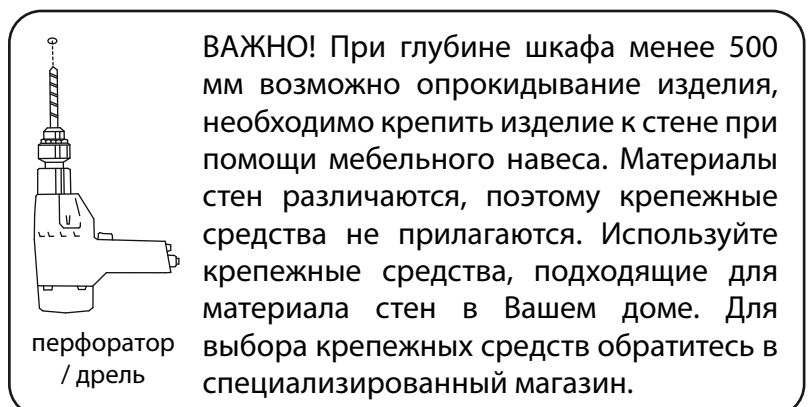 ВАЖНО! При глубине шкафа менее 500
мм возможно опрокидывание изделия,
необходимо крепить изделие к стене при
помощи мебельного навеса. Материалы
стен различаются, поэтому крепежные
средства не прилагаются. Используйте
крепежные средства, подходящие для
материала стен в Вашем доме. Для
выбора крепежных средств обратитесь в
специализированный магазин.
перфоратор
/ дрель